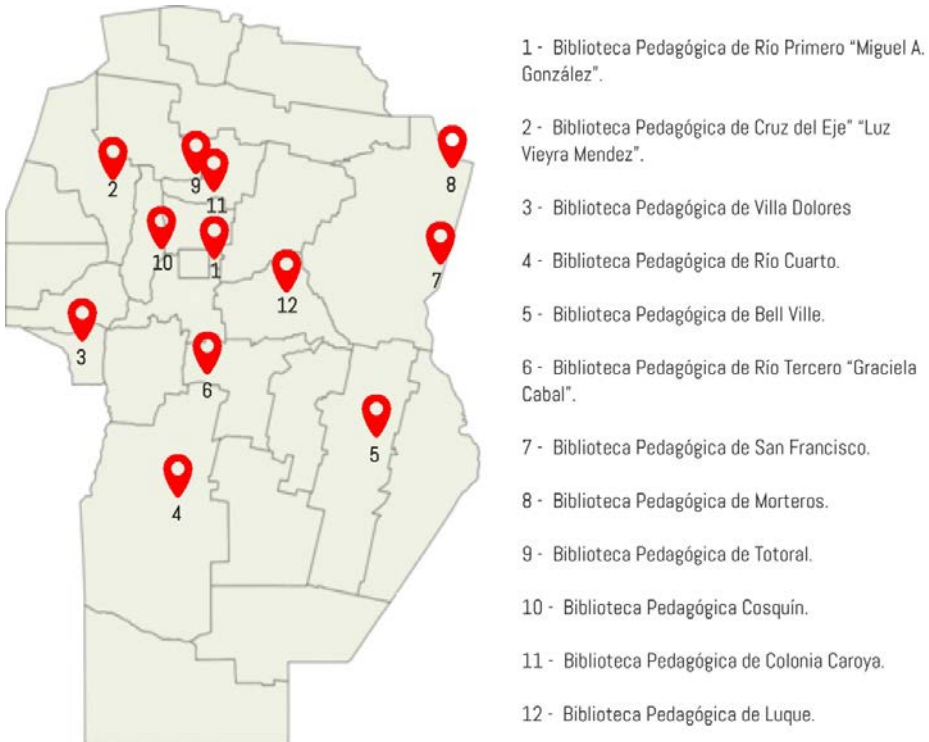 1 - Biblioteca Pedagógica de Río Primero “Miguel A.
González”.
2 - Biblioteca Pedagógica de Cruz del Eje” “Luz
Vieyra Mendez”.
3 - Biblioteca Pedagógica de Villa Dolores
4 - Biblioteca Pedagógica de Río Cuarto.
5 - Biblioteca Pedagógica de Bell Ville.
6 - Biblioteca Pedagógica de Río Tercero “Graciela
Cabal”.
7 - Biblioteca Pedagógica de San Francisco.
8 - Biblioteca Pedagógica de Morteros.
9 - Biblioteca Pedagógica de Totoral.
10 - Biblioteca Pedagógica Cosquín.
11 - Biblioteca Pedagógica de Colonia Caroya.
12 - Biblioteca Pedagógica de Luque.
8
9
2
11
10
1
7
12
3
6
5
4